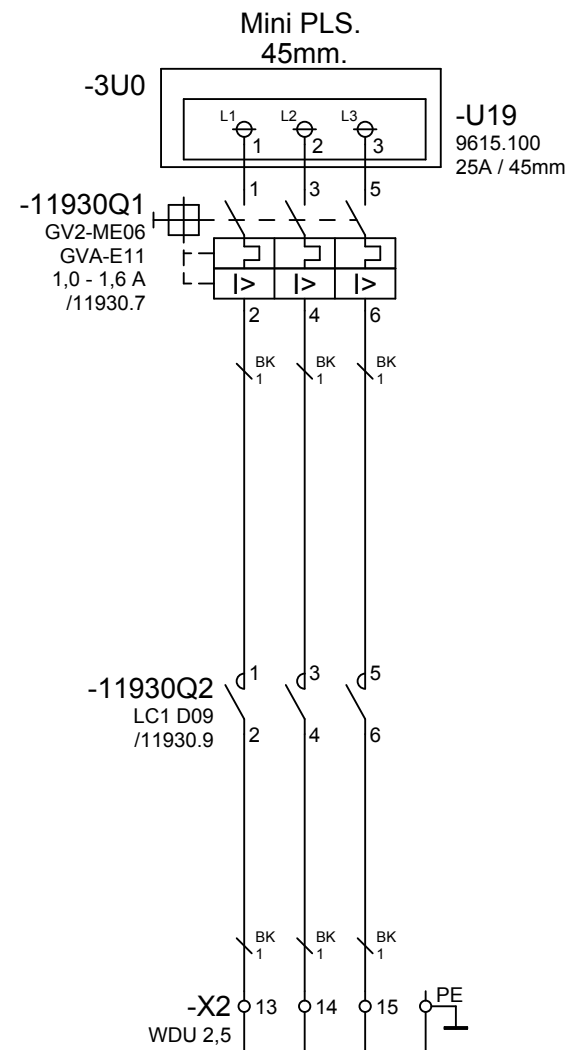 Mini PLS.
45mm.
-3U0
L1 L2 L3
1 2 3
-U19
9615.100
25A / 45mm
1 3 5
-11930Q1
GV2-ME06
GVA-E11
1,0 - 1,6 A
/11930.7
I> I> I>
2 4 6
BK BK BK
1 1 1
1 3 5
-11930Q2
LC1 D09
/11930.9
2 4 6
BK BK BK
1 1 1
-X2 13 14 15 PE
WDU 2,5